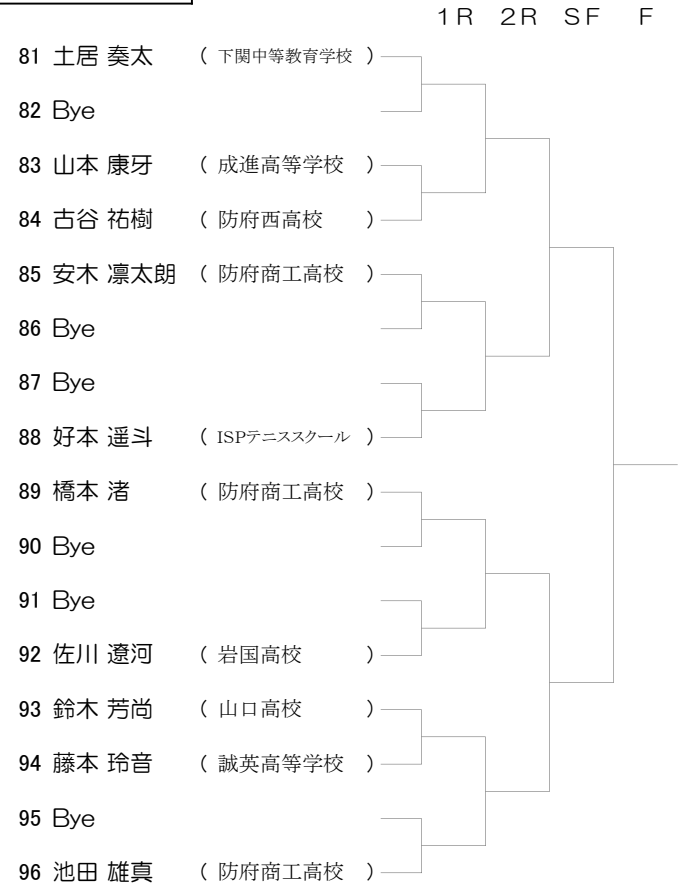 1R 2R SF F
81 土居 奏太 ( 下関中等教育学校 )
82 Bye
83 山本 康牙 ( 成進高等学校 )
84 古谷 祐樹 ( 防府西高校 )
85 安木 凛太朗 ( 防府商工高校 )
86 Bye
87 Bye
88 好本 遥斗 ( ISPテニススクール )
89 橋本 渚 ( 防府商工高校 )
90 Bye
91 Bye
92 佐川 遼河 ( 岩国高校 )
93 鈴木 芳尚 ( 山口高校 )
94 藤本 玲音 ( 誠英高等学校 )
95 Bye
96 池田 雄真 ( 防府商工高校 )